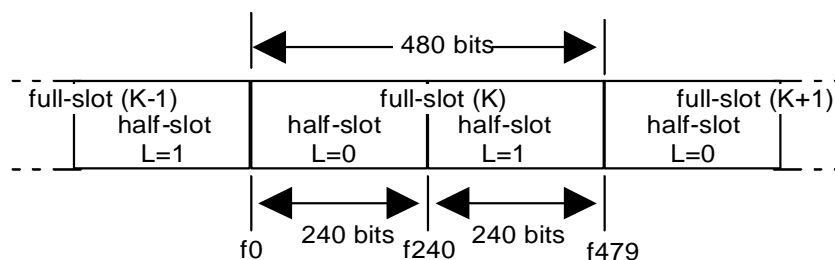 480 bits
full-slot (K-1) full-slot (K) full-slot (K+1)
half-slot half-slot half-slot half-slot
L=1 L=0 L=1 L=0
240 bits 240 bits
f0 f240 f479